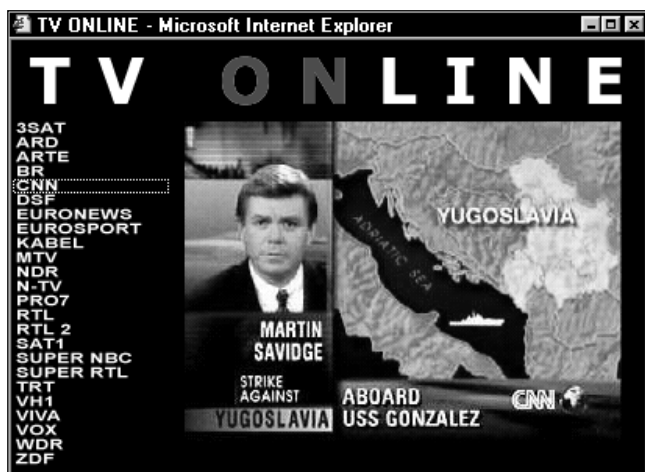 TV ONLINE - Microsoft Internet Explorer
TV ONLINE
3SAT
ARD
ARTE
BR
CNN
DSF
EURONEWS
EUROSPORT
KABEL
MTV
NDR
N-TV
PRO7
RTL
RTL 2
SAT1
SUPER NBC
SUPER RTL
TRT
VH1
VIVA
VOX
WDR
ZDF
YUGOSLAVIA
ADRIATIC SEA
MARTIN
SAVIDGE
STRIKE
AGAINST
YUGOSLAVIA
ABOARD
USS GONZALEZ
CNN